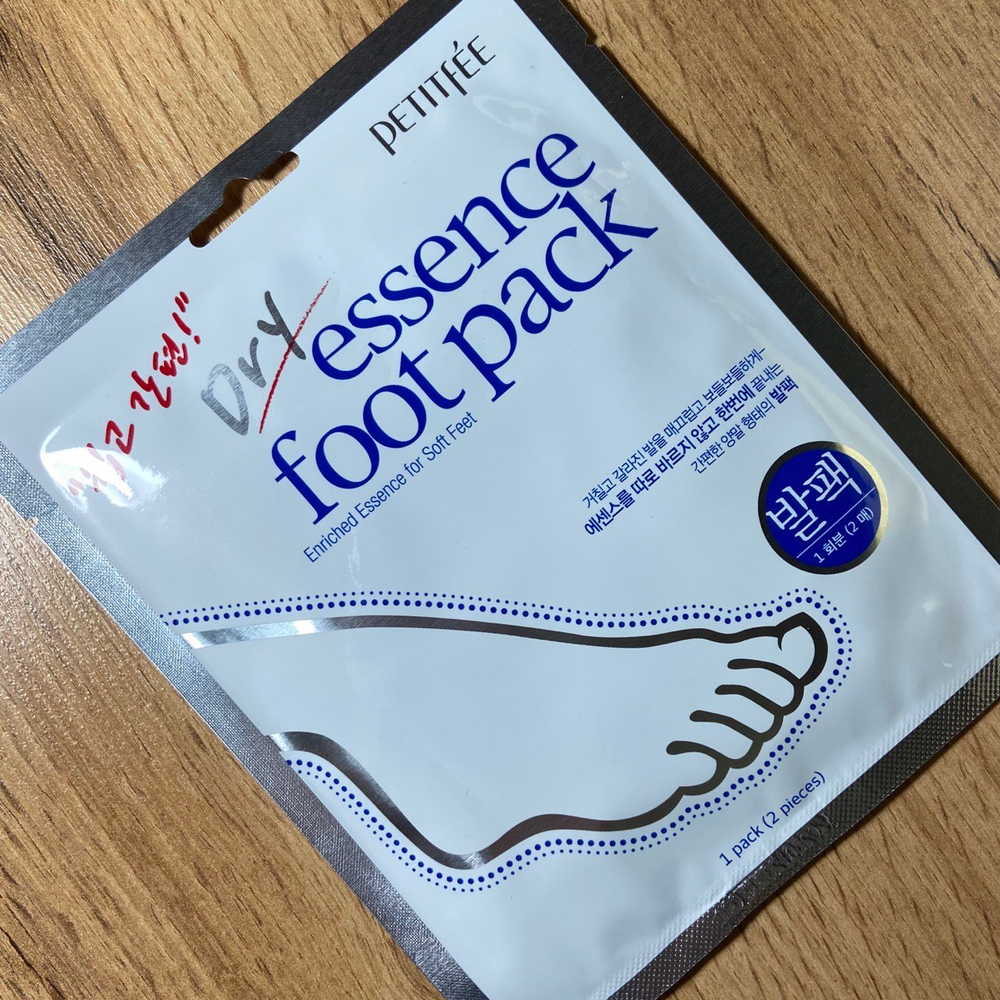 PETITFÉE
고 간편!"
Dry essence
foot pack
Enriched Essence for Soft Feet
거칠고 갈라진 발을 매끄럽고 보들보들하게~
에센스를 따로 바르지 않고 한번에 끝내는
간편한 양말 형태의 발팩
발팩
1 회분 (2 매)
1 pack (2 pieces)